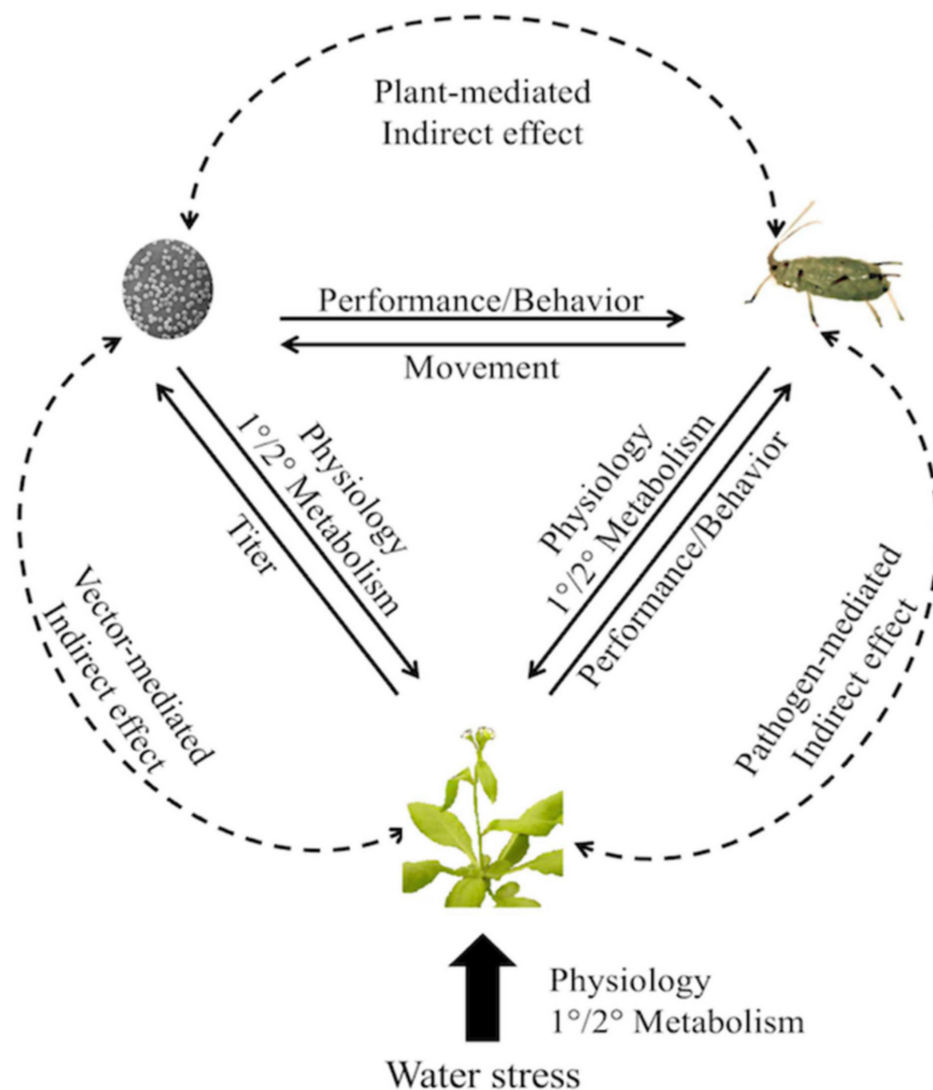 Plant-mediated
Indirect effect
Performance/Behavior
Movement
Physiology
1°/2° Metabolism
Titer
Physiology
1°/2° Metabolism
Performance/Behavior
Vector-mediated
Indirect effect
Pathogen-mediated
Indirect effect
Physiology
1°/2° Metabolism
Water stress